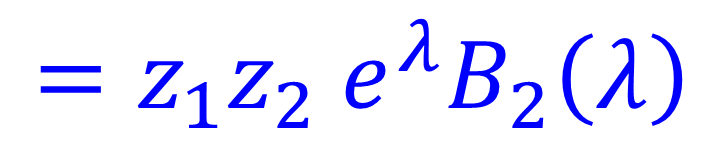 = z₁z₂ e^λ B₂(λ)